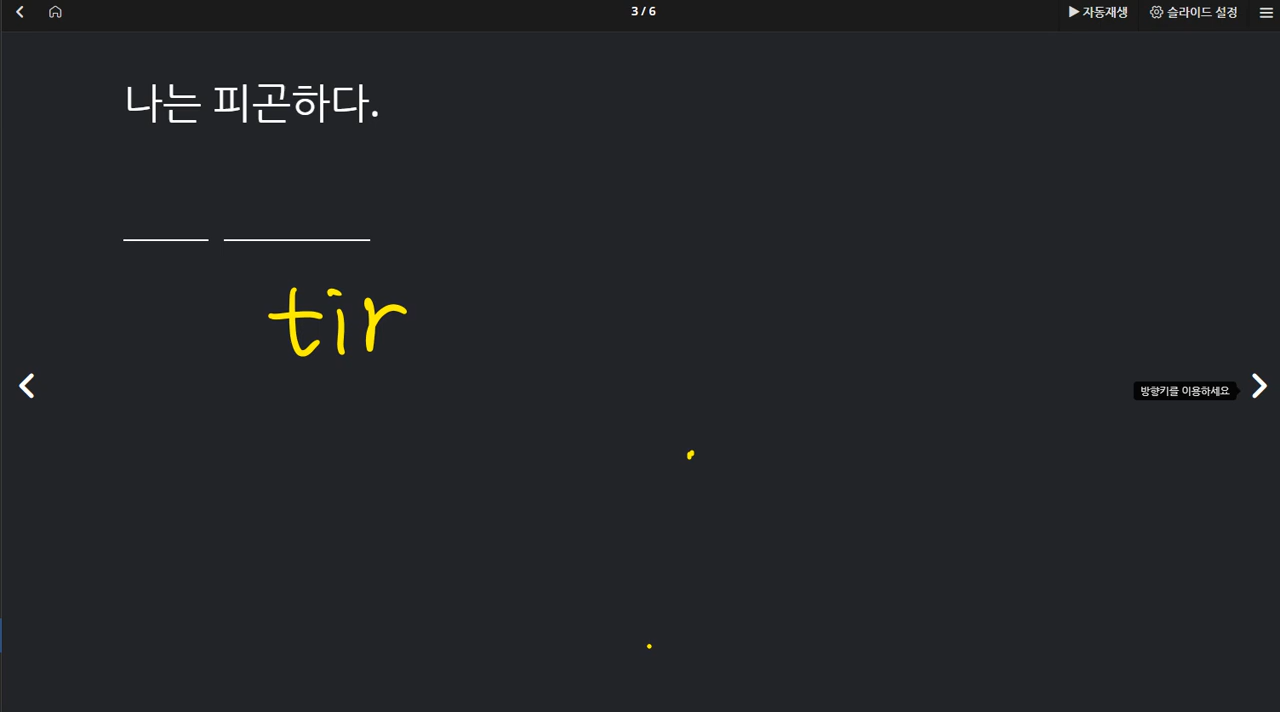 3 / 6
자동재생
슬라이드 설정
나는 피곤하다.
tir
방향키를 이용하세요